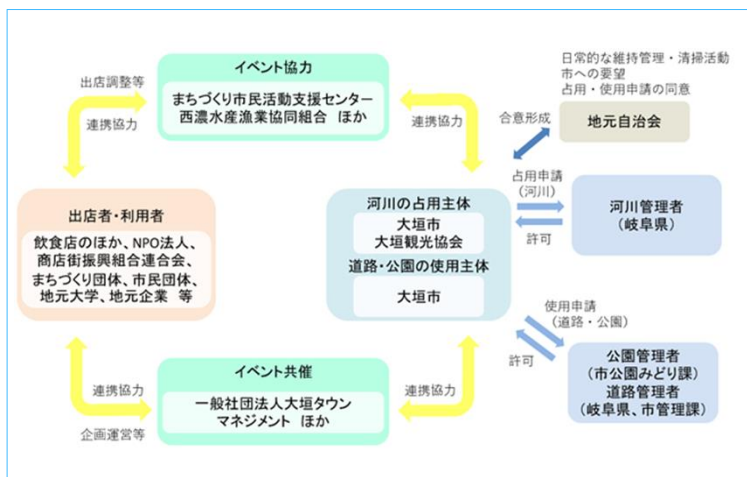 イベント協力
まちづくり市民活動支援センター
西濃水産漁業協同組合 ほか
出店調整等
連携協力
連携協力
日常的な維持管理・清掃活動
市への要望
占用・使用申請の同意
合意形成
地元自治会
出店者・利用者
飲食店のほか、NPO法人、
商店街振興組合連合会、
まちづくり団体、市民団体、
地元大学、地元企業 等
河川の占用主体
大垣市
大垣観光協会
道路・公園の使用主体
大垣市
占用申請
(河川)
許可
河川管理者
(岐阜県)
使用申請
(道路・公園)
許可
公園管理者
(市公園みどり課)
道路管理者
(岐阜県、市管理課)
連携協力
企画運営等
イベント共催
一般社団法人大垣タウン
マネジメント ほか
連携協力